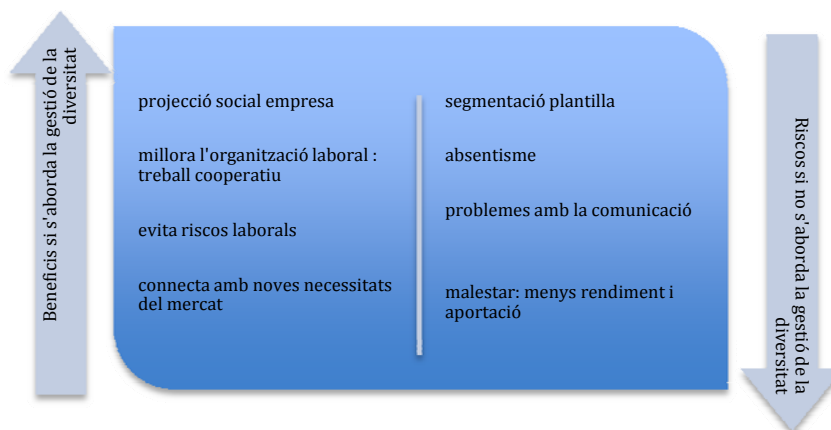 Beneficis si s'aborda la gestió de la
diversitat
projecció social empresa
millora l'organització laboral :
treball cooperatiu
evita riscos laborals
connecta amb noves necessitats
del mercat
segmentació plantilla
absentisme
problemes amb la comunicació
malestar: menys rendiment i
aportació
Riscos si no s'aborda la gestió de la
diversitat